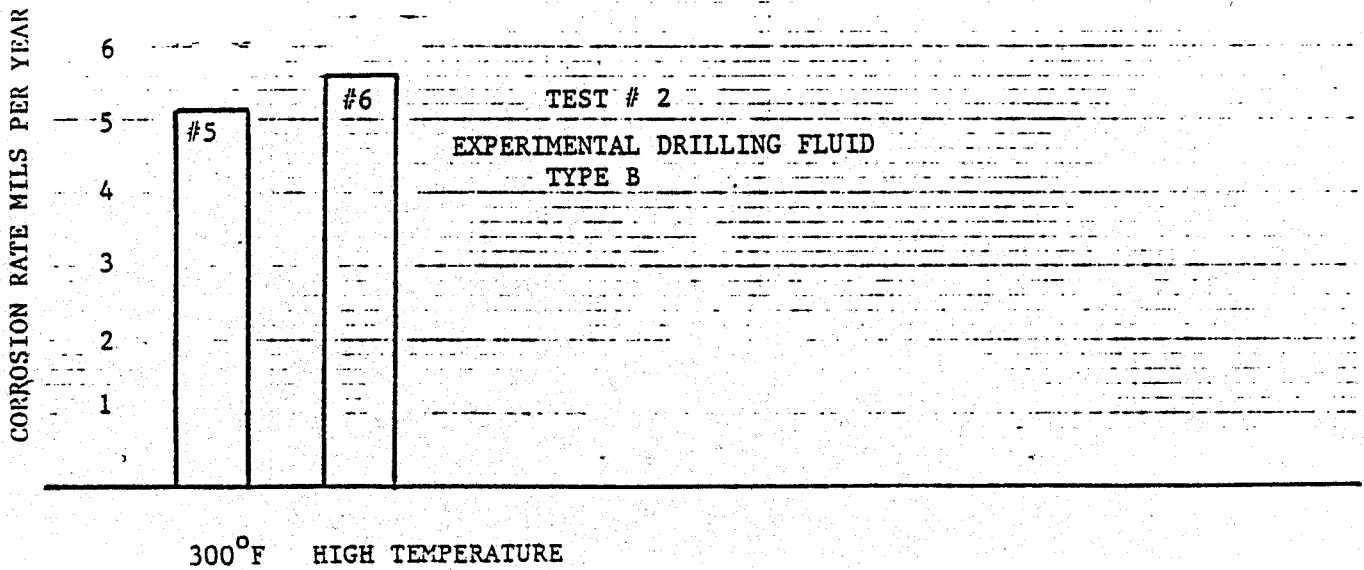 CORROSION RATE MILS PER YEAR
6
5
4
3
2
1
#5
#6
TEST # 2
EXPERIMENTAL DRILLING FLUID
TYPE B
300°F HIGH TEMPERATURE